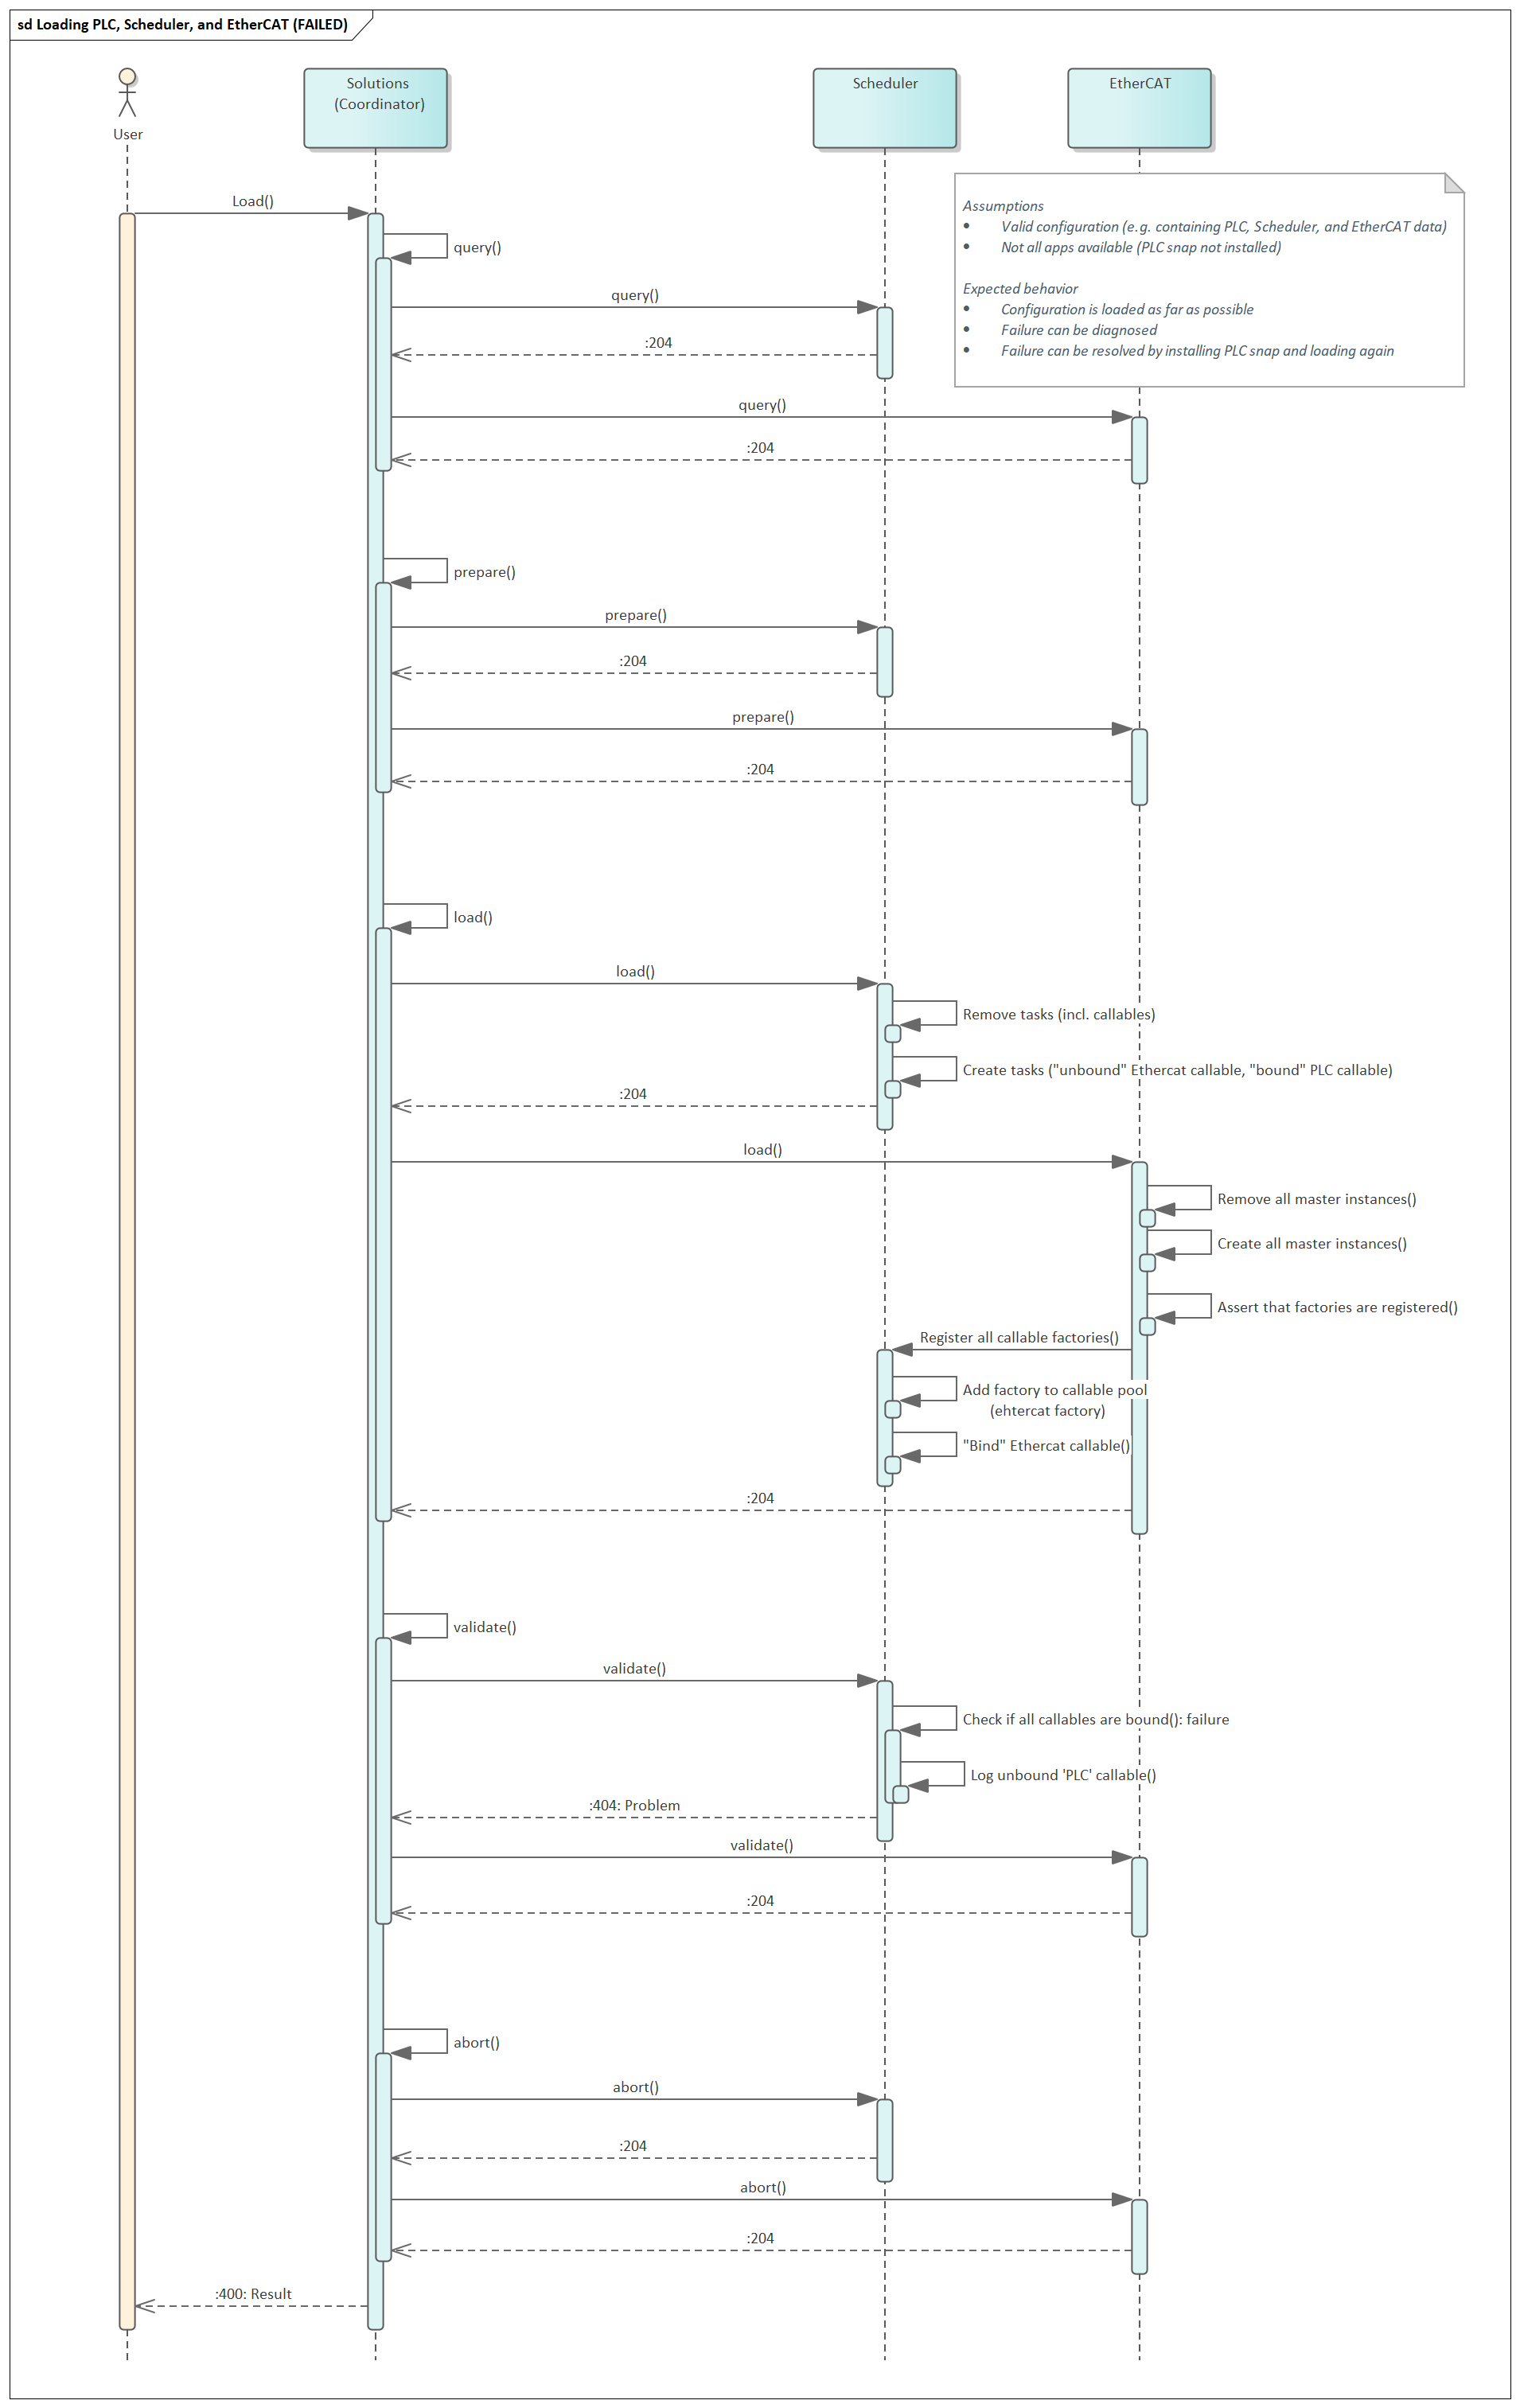 sd Loading PLC, Scheduler, and EtherCAT (FAILED)
User
Solutions
(Coordinator)
Scheduler
EtherCAT
Assumptions
• Valid configuration (e.g. containing PLC, Scheduler, and EtherCAT data)
• Not all apps available (PLC snap not installed)
Expected behavior
• Configuration is loaded as far as possible
• Failure can be diagnosed
• Failure can be resolved by installing PLC snap and loading again
Load()
query()
query()
:204
query()
:204
prepare()
prepare()
:204
prepare()
:204
load()
load()
Remove tasks (incl. callables)
Create tasks ("unbound" Ethercat callable, "bound" PLC callable)
:204
load()
Remove all master instances()
Create all master instances()
Assert that factories are registered()
Register all callable factories()
Add factory to callable pool
(ehtercat factory)
"Bind" Ethercat callable()
:204
validate()
validate()
Check if all callables are bound(): failure
Log unbound 'PLC' callable()
:404: Problem
validate()
:204
abort()
abort()
:204
abort()
:204
:400: Result